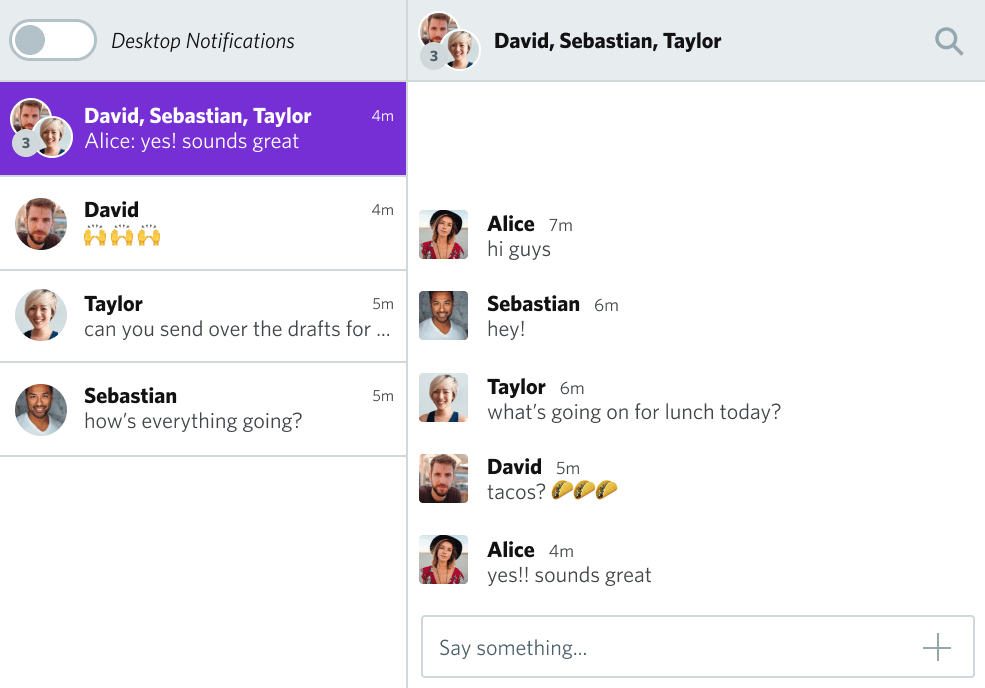 Desktop Notifications
3
David, Sebastian, Taylor
3
David, Sebastian, Taylor 4m
Alice: yes! sounds great
David 4m
🙌🙌🙌
Taylor 5m
can you send over the drafts for ...
Sebastian 5m
how’s everything going?
Alice 7m
hi guys
Sebastian 6m
hey!
Taylor 6m
what’s going on for lunch today?
David 5m
tacos? 🌮🌮🌮
Alice 4m
yes!! sounds great
Say something...